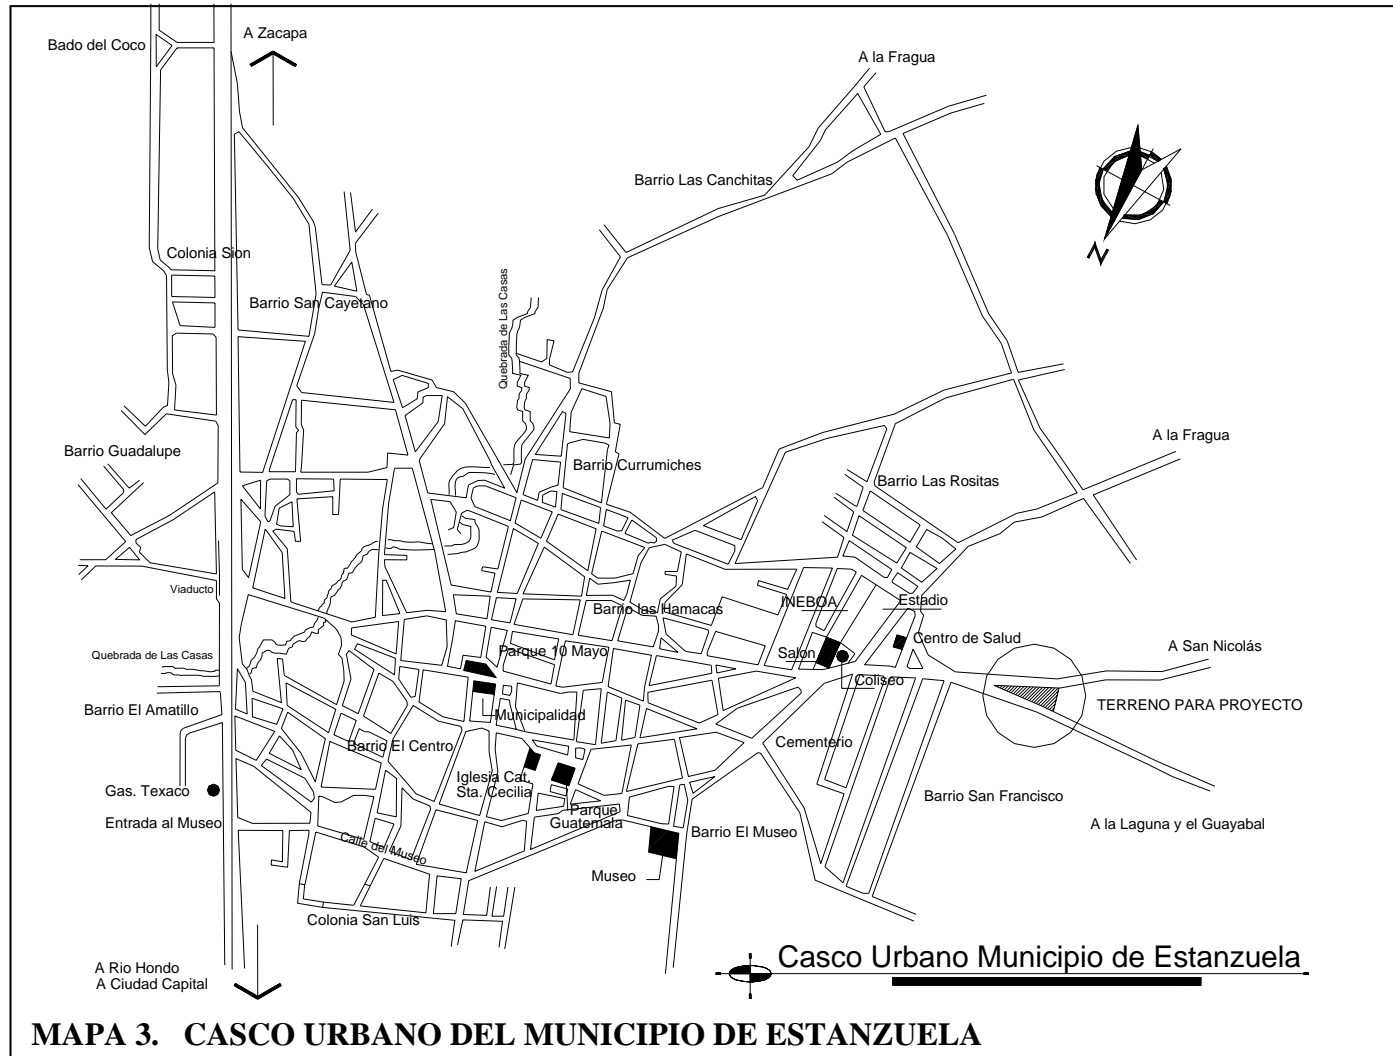 A Zacapa
Bado del Coco
A la Fragua
Barrio Las Canchitas
N
Colonia Sion
Quebrada de Las Casas
Barrio San Cayetano
A la Fragua
Barrio Guadalupe
Barrio Currumiches
Barrio Las Rositas
Viaducto
INEBOA
Estadio
Barrio las Hamacas
Centro de Salud
A San Nicolás
Quebrada de Las Casas
Parque 10 Mayo
Salon
Coliseo
TERRENO PARA PROYECTO
Barrio El Amatillo
Municipalidad
Barrio El Centro
Cementerio
Iglesia Cat.
Sta. Cecilia
Gas. Texaco
Barrio San Francisco
Parque
Guatemala
Entrada al Museo
A la Laguna y el Guayabal
Barrio El Museo
Calle del Museo
Museo
Colonia San Luis
A Rio Hondo
A Ciudad Capital
Casco Urbano Municipio de Estanzuela
MAPA 3. CASCO URBANO DEL MUNICIPIO DE ESTANZUELA